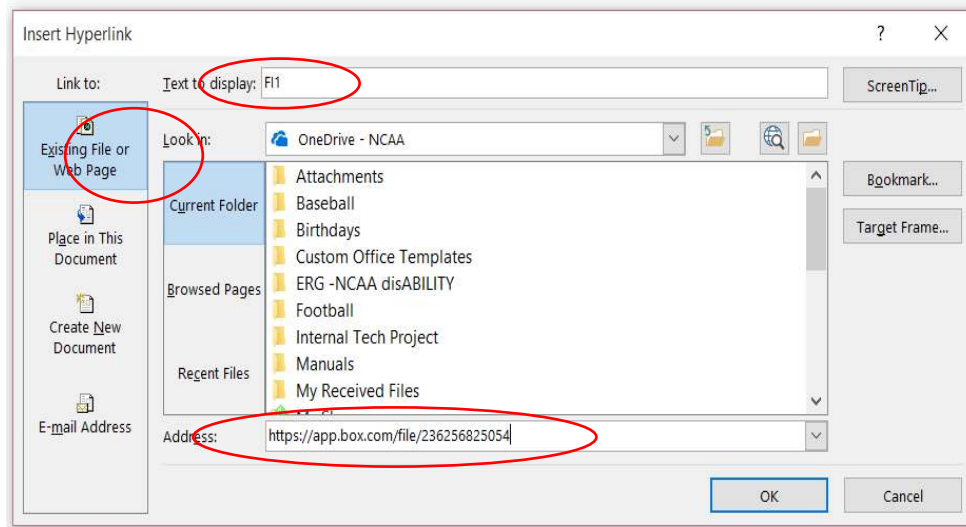 Insert Hyperlink ? X
Link to:
Text to display: FI1
ScreenTip...
Existing File or
Web Page
Look in: OneDrive - NCAA
Current Folder
Browsed Pages
Recent Files
Attachments
Baseball
Birthdays
Custom Office Templates
ERG -NCAA disABILITY
Football
Internal Tech Project
Manuals
My Received Files
Bookmark...
Target Frame...
Place in This
Document
Create New
Document
E-mail Address
Address: https://app.box.com/file/236256825054
OK
Cancel